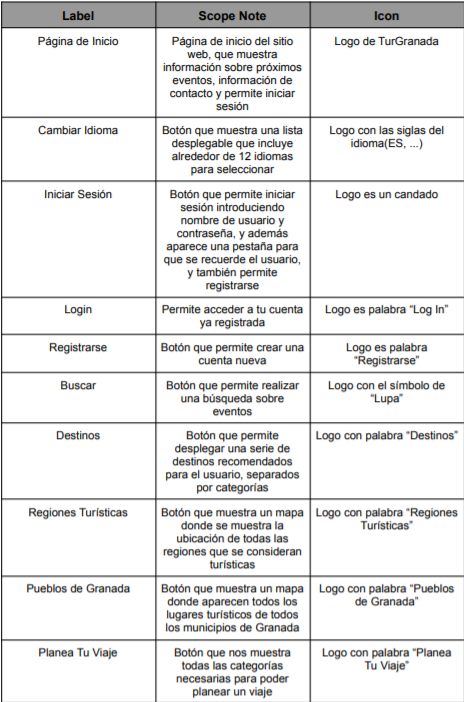 Label Scope Note Icon
Página de Inicio Página de inicio del sitio Logo de TurGranada
web, que muestra
información sobre próximos
eventos, información de
contacto y permite iniciar
sesión
Cambiar Idioma Botón que muestra una lista Logo con las siglas del
desplegable que incluye idioma(ES, ...)
alrededor de 12 idiomas
para seleccionar
Iniciar Sesión Botón que permite iniciar Logo es un candado
sesión introduciendo
nombre de usuario y
contraseña, y además
aparece una pestaña para
que se recuerde el usuario,
y también permite
registrarse
Login Permite acceder a tu cuenta Logo es palabra “Log In”
ya registrada
Registrarse Botón que permite crear una Logo es palabra
cuenta nueva “Registrarse”
Buscar Botón que permite realizar Logo con el símbolo de
una búsqueda sobre “Lupa”
eventos
Destinos Botón que permite Logo con palabra “Destinos”
desplegar una serie de
destinos recomendados
para el usuario, separados
por categorías
Regiones Turísticas Botón que muestra un mapa Logo con palabra “Regiones
donde se muestra la Turísticas”
ubicación de todas las
regiones que se consideran
turísticas
Pueblos de Granada Botón que muestra un mapa Logo con palabra “Pueblos
donde aparecen todos los de Granada”
lugares turísticos de todos
los municipios de Granada
Planea Tu Viaje Botón que nos muestra Logo con palabra “Planea
todas las categorías Tu Viaje”
necesarias para poder
planear un viaje